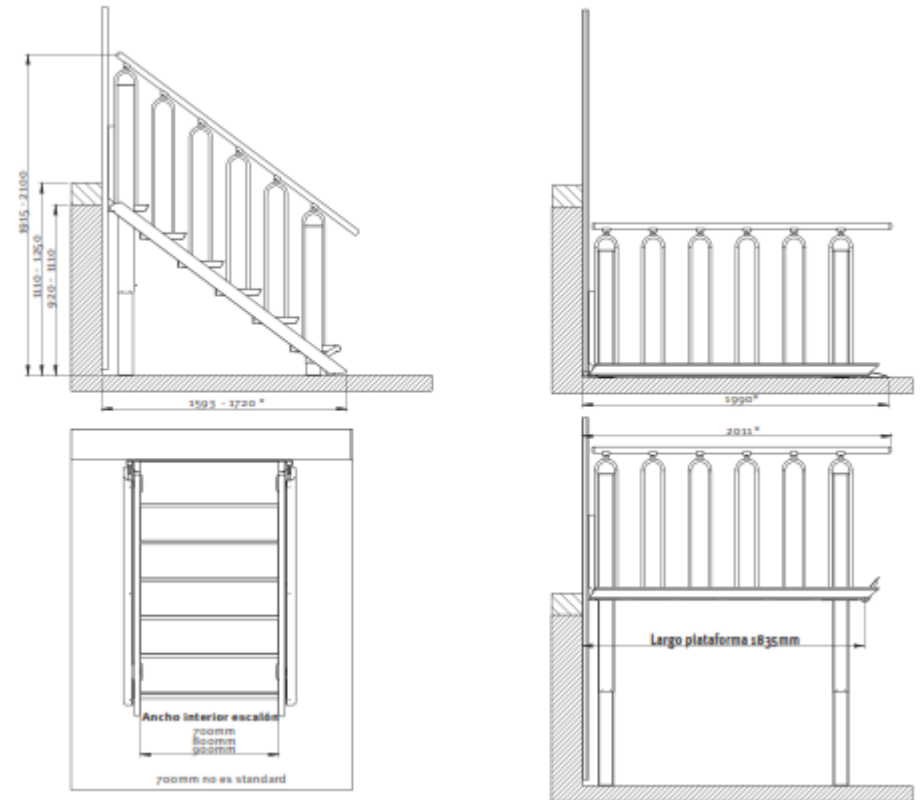 1915 - 2100
1110 - 1250
920 - 1110
1593 - 1720 *
1990*
2011*
Largo plataforma 1835mm
Ancho interior escalón
700mm
800mm
900mm
700mm no es standard